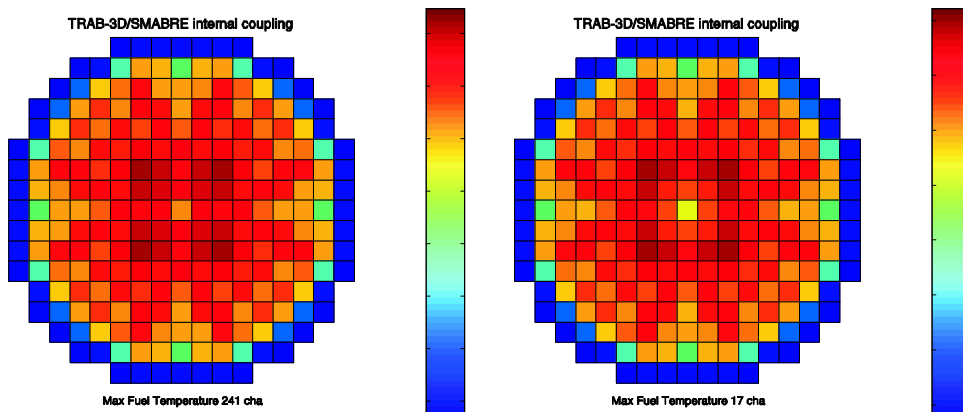 TRAB-3D/SMABRE internal coupling
Max Fuel Temperature 241 cha
TRAB-3D/SMABRE internal coupling
Max Fuel Temperature 17 cha